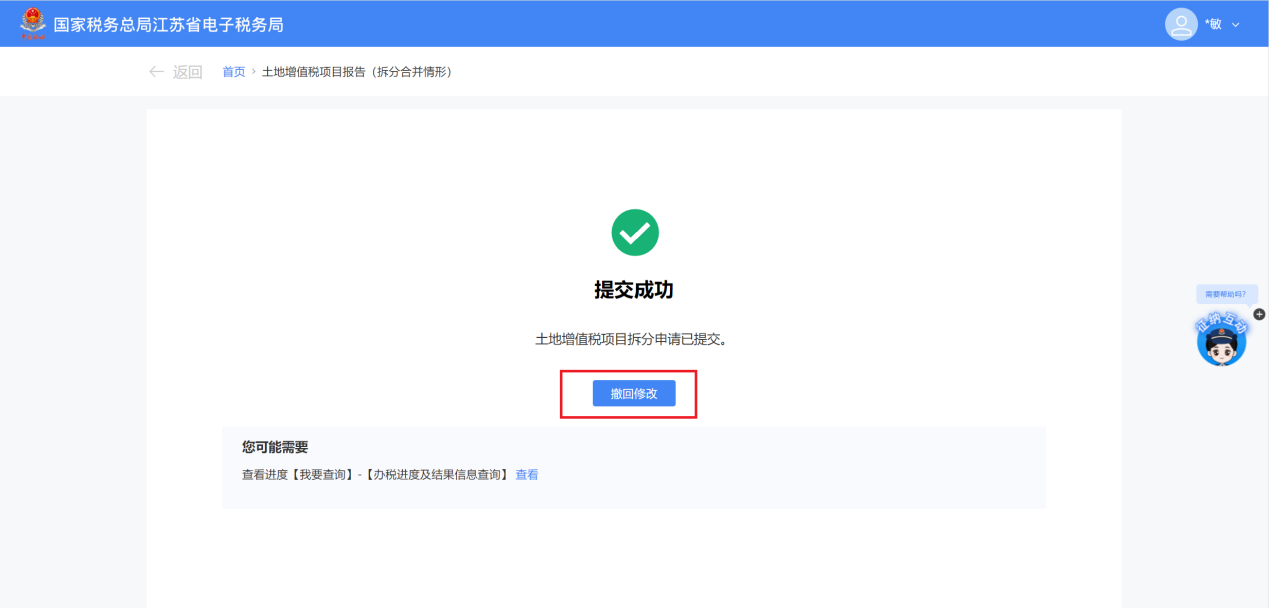 国家税务总局江苏省电子税务局
*敏
返回 首页 › 土地增值税项目报告（拆分合并情形）
提交成功
土地增值税项目拆分申请已提交。
撤回修改
您可能需要
查看进度【我要查询】-【办税进度及结果信息查询】 查看
需要帮助吗？
征纳互动